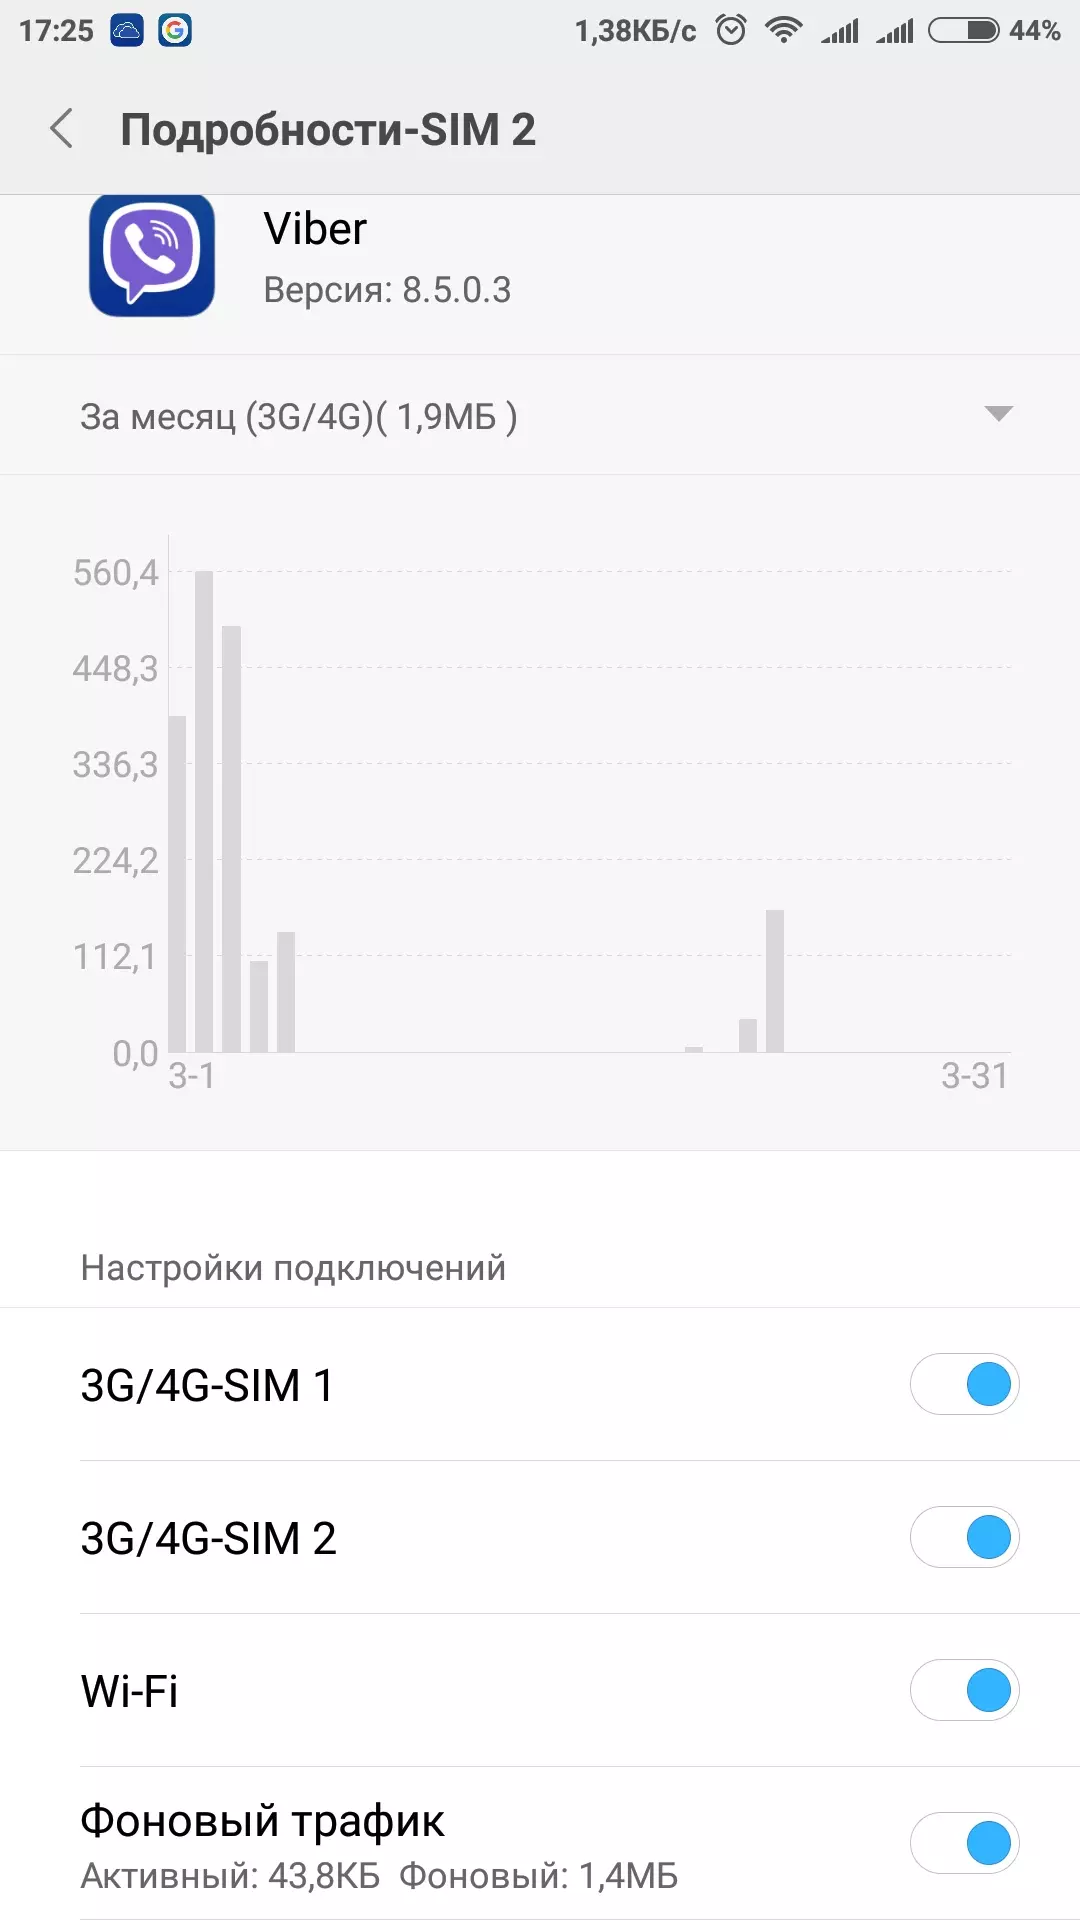 17:25 1,38КБ/с 44%
Подробности-SIM 2
Viber
Версия: 8.5.0.3
За месяц (3G/4G)( 1,9МБ )
560,4
448,3
336,3
224,2
112,1
0,0
3-1 3-31
Настройки подключений
3G/4G-SIM 1
3G/4G-SIM 2
Wi-Fi
Фоновый трафик
Активный: 43,8КБ Фоновый: 1,4МБ